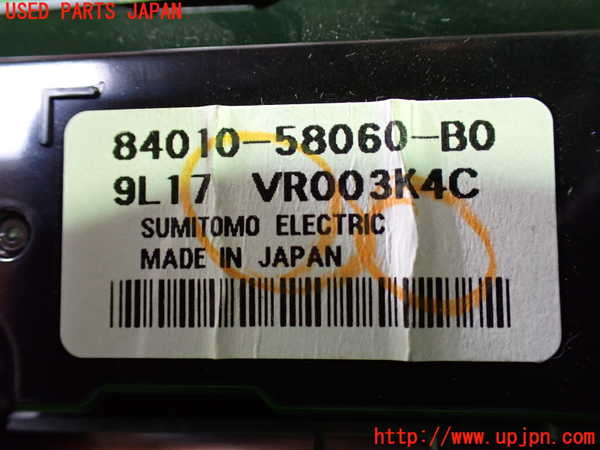 USED PARTS JAPAN
84010-58060-B0
9L17 VR003K4C
SUMITOMO ELECTRIC
MADE IN JAPAN
http://www.upjpn.com/